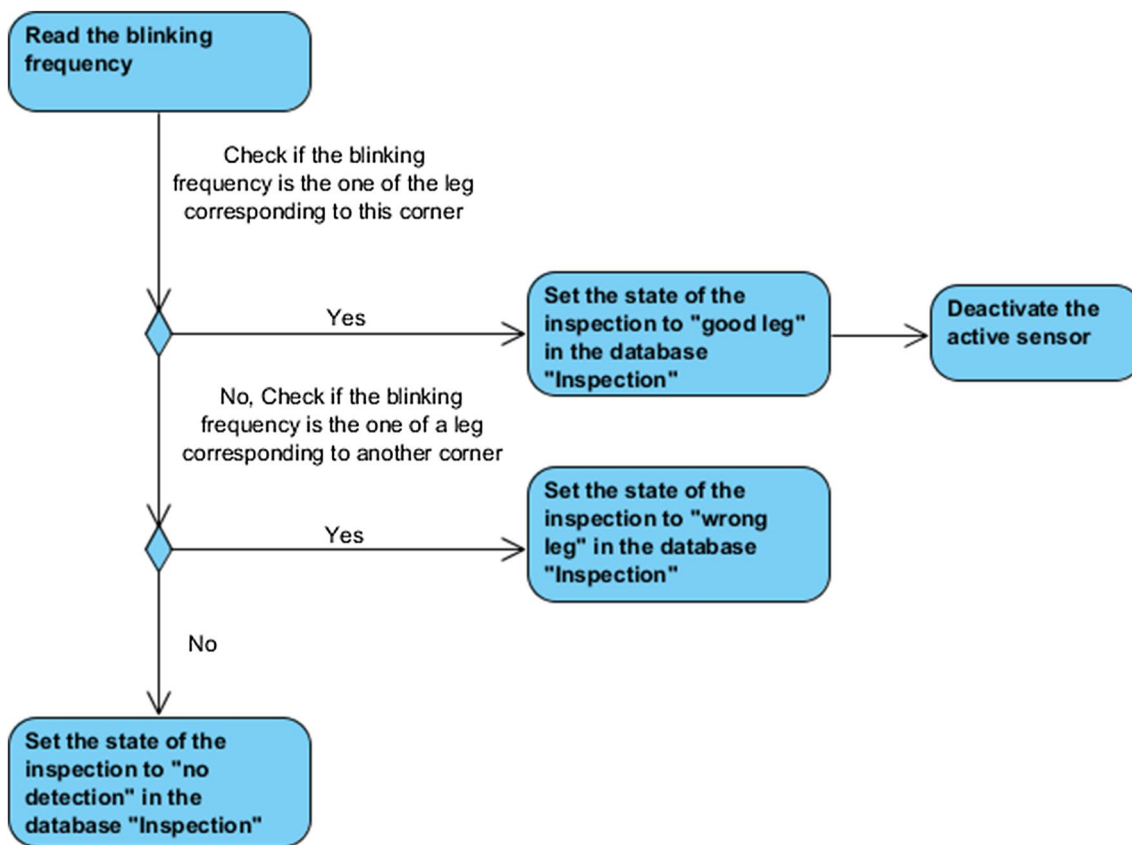 Read the blinking
frequency
Check if the blinking
frequency is the one of the leg
corresponding to this corner
Yes
Set the state of the
inspection to "good leg"
in the database
"Inspection"
Deactivate the
active sensor
No, Check if the blinking
frequency is the one of a leg
corresponding to another corner
Yes
Set the state of the
inspection to "wrong
leg" in the database
"Inspection"
No
Set the state of the
inspection to "no
detection" in the
database "Inspection"